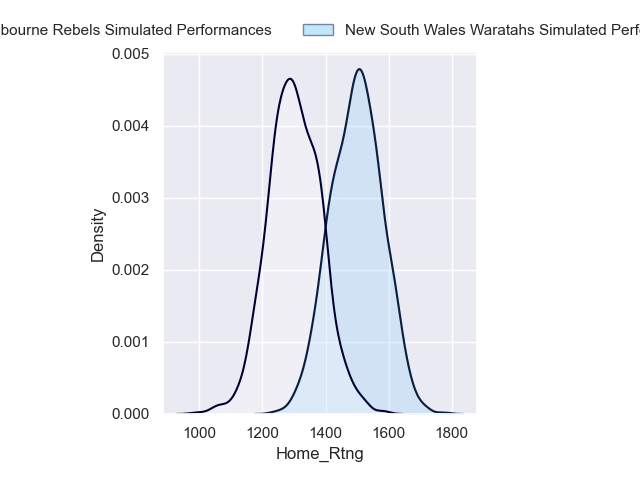 bourne Rebels Simulated Performances New South Wales Waratahs Simulated Perf
0.005
0.004
0.003
0.002
0.001
0.000
Density
1000 1200 1400 1600 1800
Home_Rtng